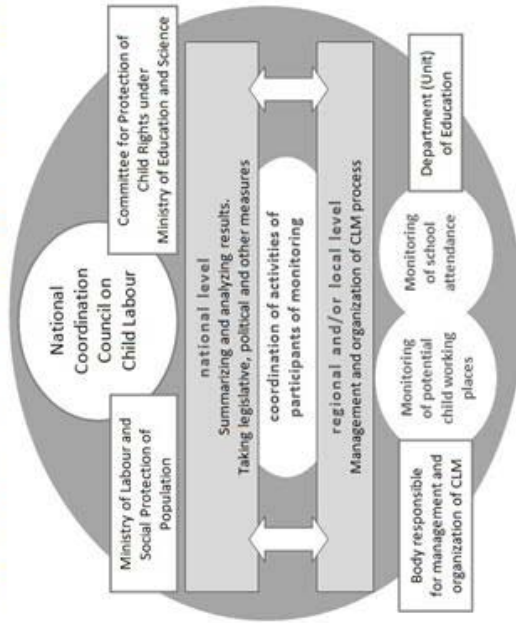 National
Coordination
Council on
Child Labour
Ministry of Labour and
Social Protection of
Population
Committee for Protection of
Child Rights under
Ministry of Education and Science
national level
Summarizing and analyzing results.
Taking legislative, political and other measures
coordination of activities of
participants of monitoring
regional and/or local level
Management and organization of CLM process
Body responsible
for management and
organization of CLM
Monitoring
of potential
child working
places
Monitoring
of school
attendance
Department (Unit)
of Education